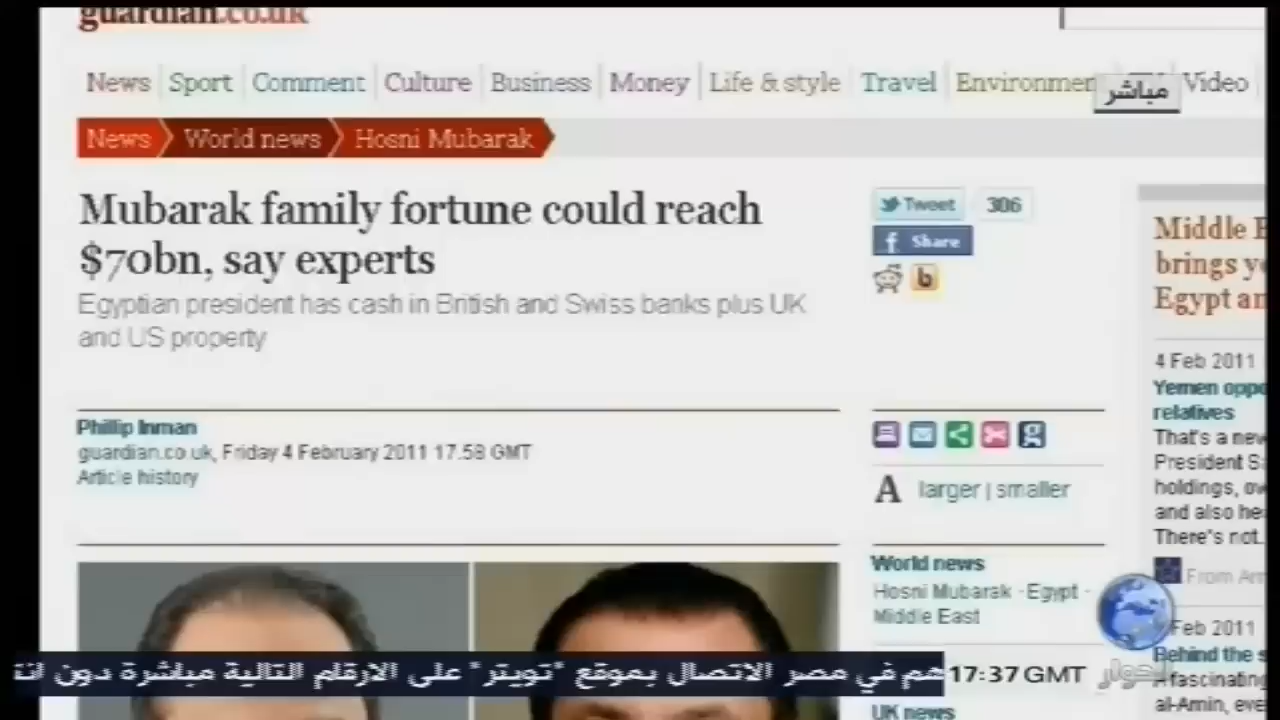 guardian.co.uk
News Sport Comment Culture Business Money Life & style Travel Environmen Video
مباشر
News World news Hosni Mubarak
Mubarak family fortune could reach
$70bn, say experts
Egyptian president has cash in British and Swiss banks plus UK
and US property
Tweet 306
Share
Phillip Inman
guardian.co.uk, Friday 4 February 2011 17.58 GMT
Article history
A larger | smaller
World news
Hosni Mubarak · Egypt ·
Middle East
UK news
Middle E
brings y
Egypt an
4 Feb 2011
Yemen oppo
relatives
That's a new
President Sa
holdings, ow
and also he
There's not.
From Am
Feb 2011
Behind the s
A fascinating
al-Amin, eve
الحوار
هم في مصر الاتصال بموقع "تويتر" على الارقام التالية مباشرة دون انت
17:37 GMT